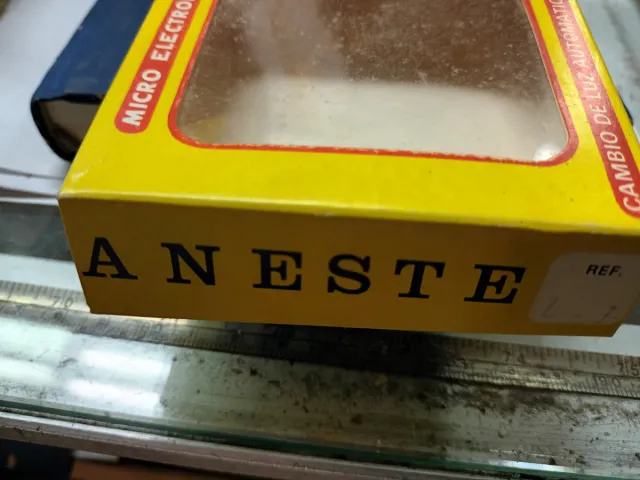 MICRO ELECTRO
CAMBIO DE LUZ AUTOMATIC
ANESTE
REF.